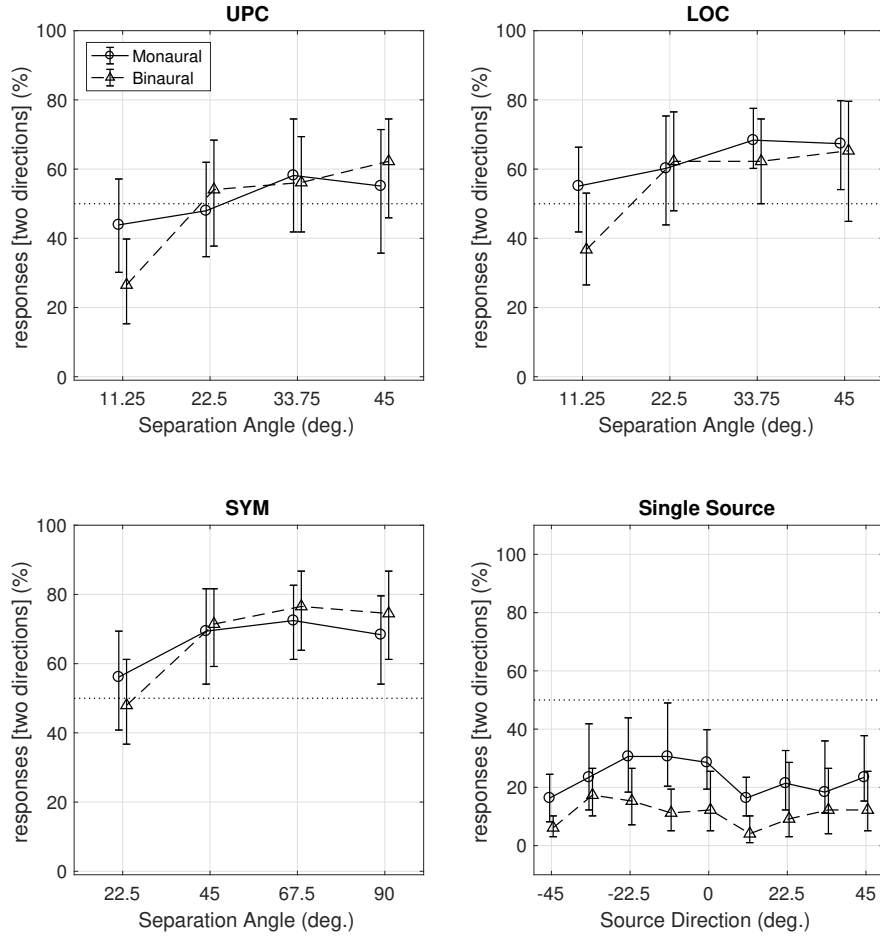 UPC
responses [two directions] (%)
100
80
60
40
20
0
Monaural
Binaural
11.25 22.5 33.75 45
Separation Angle (deg.)
LOC
responses [two directions] (%)
100
80
60
40
20
0
11.25 22.5 33.75 45
Separation Angle (deg.)
SYM
responses [two directions] (%)
100
80
60
40
20
0
22.5 45 67.5 90
Separation Angle (deg.)
Single Source
responses [two directions] (%)
100
80
60
40
20
0
-45 -22.5 0 22.5 45
Source Direction (deg.)